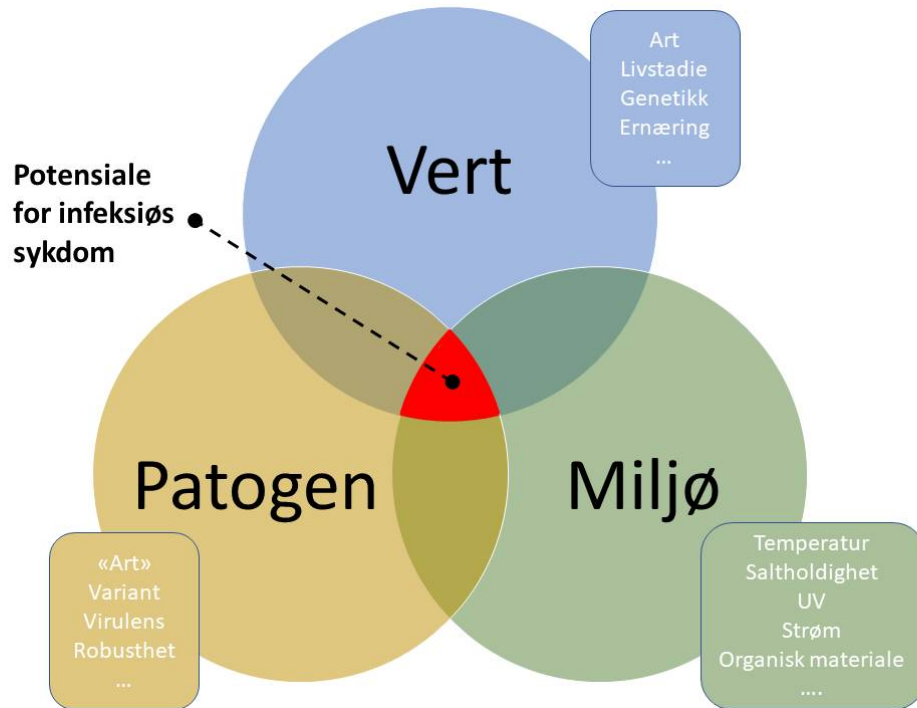 Art
Livstadie
Genetikk
Ernæring
...
Vert
Potensiale
for infeksiøs
sykdom
Patogen
Miljø
«Art»
Variant
Virulens
Robusthet
...
Temperatur
Saltholdighet
UV
Strøm
Organisk materiale
....